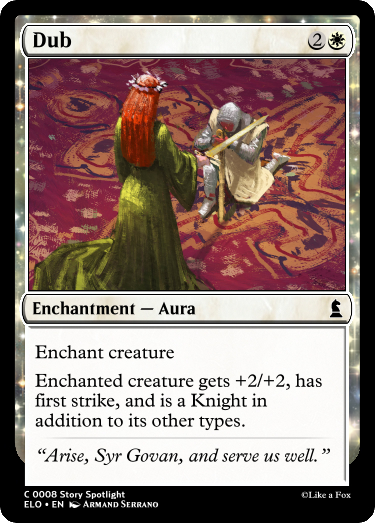 Dub 2
Enchantment — Aura
Enchant creature
Enchanted creature gets +2/+2, has
first strike, and is a Knight in
addition to its other types.
“Arise, Syr Govan, and serve us well.”
C 0008 Story Spotlight
ELO • EN Armand Serrano
©Like a Fox